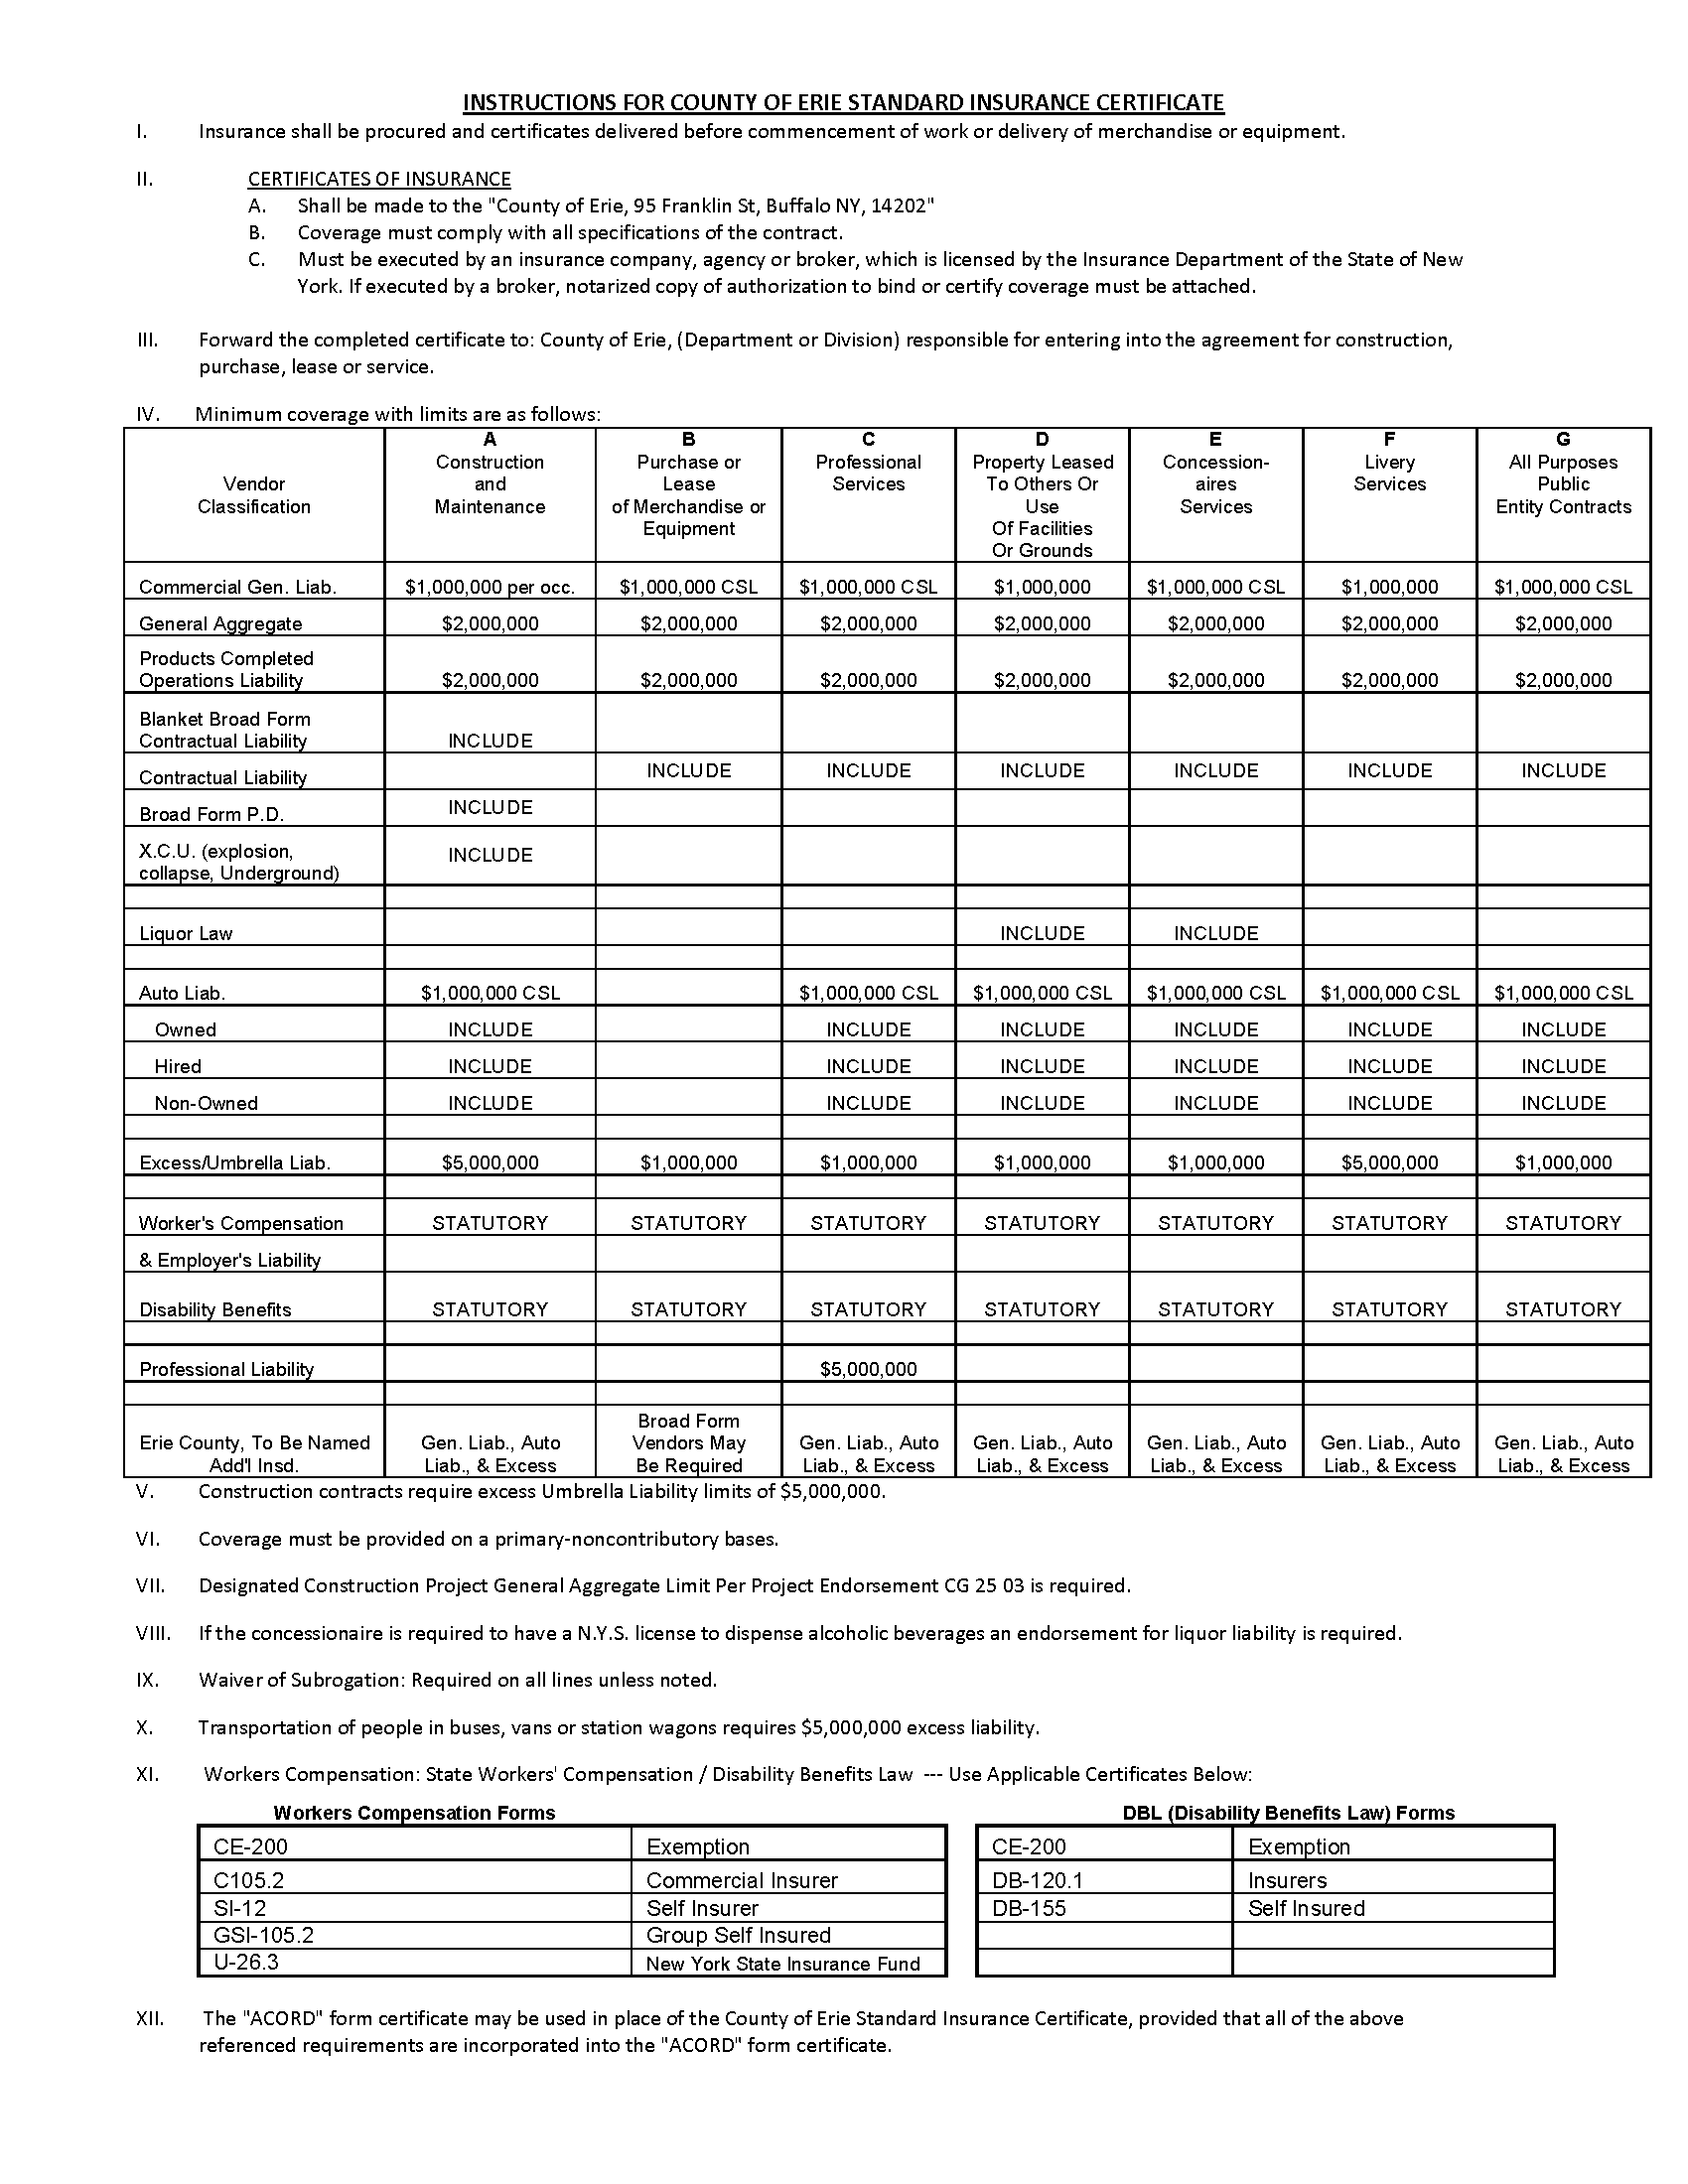 INSTRUCTIONS FOR COUNTY OF ERIE STANDARD INSURANCE CERTIFICATE
I. Insurance shall be procured and certificates delivered before commencement of work or delivery of merchandise or equipment.
II. CERTIFICATES OF INSURANCE
A. Shall be made to the "County of Erie, 95 Franklin St, Buffalo NY, 14202"
B. Coverage must comply with all specifications of the contract.
C. Must be executed by an insurance company, agency or broker, which is licensed by the Insurance Department of the State of New
York. If executed by a broker, notarized copy of authorization to bind or certify coverage must be attached.
III. Forward the completed certificate to: County of Erie, (Department or Division) responsible for entering into the agreement for construction,
purchase, lease or service.
IV. Minimum coverage with limits are as follows:
Vendor
Classification
A
Construction
and
Maintenance
B
Purchase or
Lease
of Merchandise or
Equipment
C
Professional
Services
D
Property Leased
To Others Or
Use
Of Facilities
Or Grounds
E
Concession-
aires
Services
F
Livery
Services
G
All Purposes
Public
Entity Contracts
Commercial Gen. Liab. $1,000,000 per occ. $1,000,000 CSL $1,000,000 CSL $1,000,000 $1,000,000 CSL $1,000,000 $1,000,000 CSL
General Aggregate $2,000,000 $2,000,000 $2,000,000 $2,000,000 $2,000,000 $2,000,000 $2,000,000
Products Completed
Operations Liability $2,000,000 $2,000,000 $2,000,000 $2,000,000 $2,000,000 $2,000,000 $2,000,000
Blanket Broad Form
Contractual Liability INCLUDE
Contractual Liability INCLUDE INCLUDE INCLUDE INCLUDE INCLUDE INCLUDE
Broad Form P.D. INCLUDE
X.C.U. (explosion,
collapse, Underground) INCLUDE
Liquor Law INCLUDE INCLUDE
Auto Liab. $1,000,000 CSL $1,000,000 CSL $1,000,000 CSL $1,000,000 CSL $1,000,000 CSL $1,000,000 CSL
Owned INCLUDE INCLUDE INCLUDE INCLUDE INCLUDE INCLUDE
Hired INCLUDE INCLUDE INCLUDE INCLUDE INCLUDE INCLUDE
Non-Owned INCLUDE INCLUDE INCLUDE INCLUDE INCLUDE INCLUDE
Excess/Umbrella Liab. $5,000,000 $1,000,000 $1,000,000 $1,000,000 $1,000,000 $5,000,000 $1,000,000
Worker's Compensation STATUTORY STATUTORY STATUTORY STATUTORY STATUTORY STATUTORY STATUTORY
& Employer's Liability
Disability Benefits STATUTORY STATUTORY STATUTORY STATUTORY STATUTORY STATUTORY STATUTORY
Professional Liability $5,000,000
Erie County, To Be Named
Add'l Insd.
Gen. Liab., Auto
Liab., & Excess
Broad Form
Vendors May
Be Required
Gen. Liab., Auto
Liab., & Excess
Gen. Liab., Auto
Liab., & Excess
Gen. Liab., Auto
Liab., & Excess
Gen. Liab., Auto
Liab., & Excess
Gen. Liab., Auto
Liab., & Excess
V. Construction contracts require excess Umbrella Liability limits of $5,000,000.
VI. Coverage must be provided on a primary-noncontributory bases.
VII. Designated Construction Project General Aggregate Limit Per Project Endorsement CG 25 03 is required.
VIII. If the concessionaire is required to have a N.Y.S. license to dispense alcoholic beverages an endorsement for liquor liability is required.
IX. Waiver of Subrogation: Required on all lines unless noted.
X. Transportation of people in buses, vans or station wagons requires $5,000,000 excess liability.
XI. Workers Compensation: State Workers' Compensation / Disability Benefits Law --- Use Applicable Certificates Below:
Workers Compensation Forms
CE-200 Exemption
C105.2 Commercial Insurer
SI-12 Self Insurer
GSI-105.2 Group Self Insured
U-26.3 New York State Insurance Fund
DBL (Disability Benefits Law) Forms
CE-200 Exemption
DB-120.1 Insurers
DB-155 Self Insured
XII. The "ACORD" form certificate may be used in place of the County of Erie Standard Insurance Certificate, provided that all of the above
referenced requirements are incorporated into the "ACORD" form certificate.